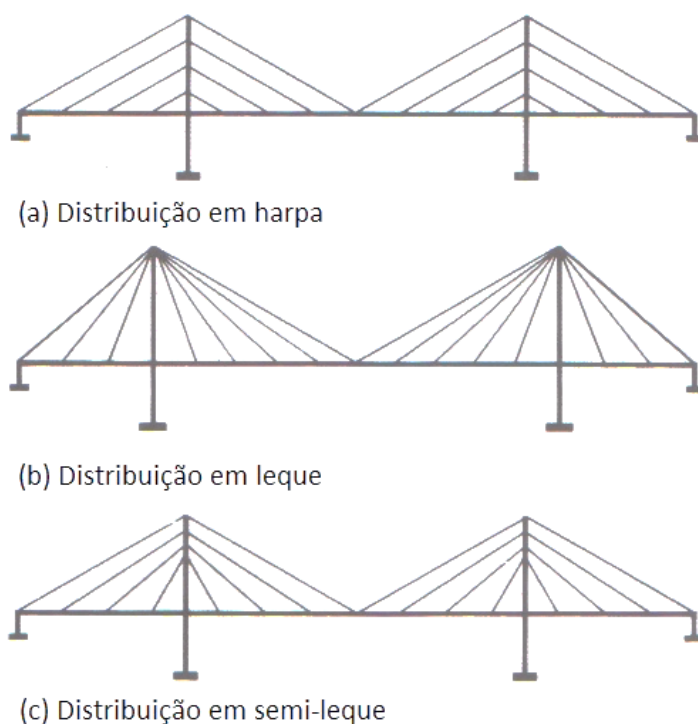 (a) Distribuição em harpa
(b) Distribuição em leque
(c) Distribuição em semi-leque